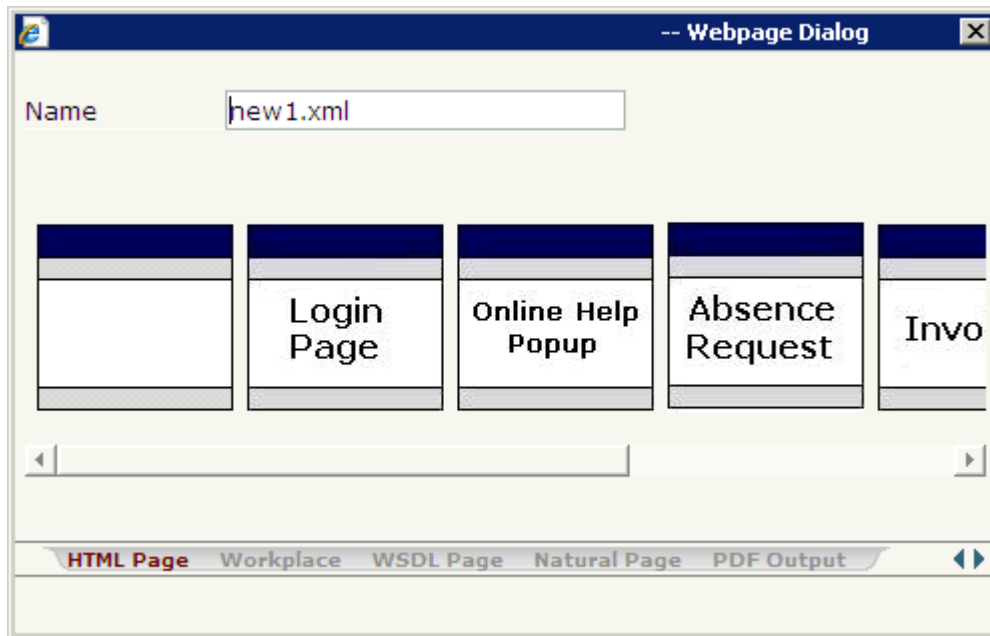 -- Webpage Dialog
Name
new1.xml
Login
Page
Online Help
Popup
Absence
Request
Invo
HTML Page Workplace WSDL Page Natural Page PDF Output